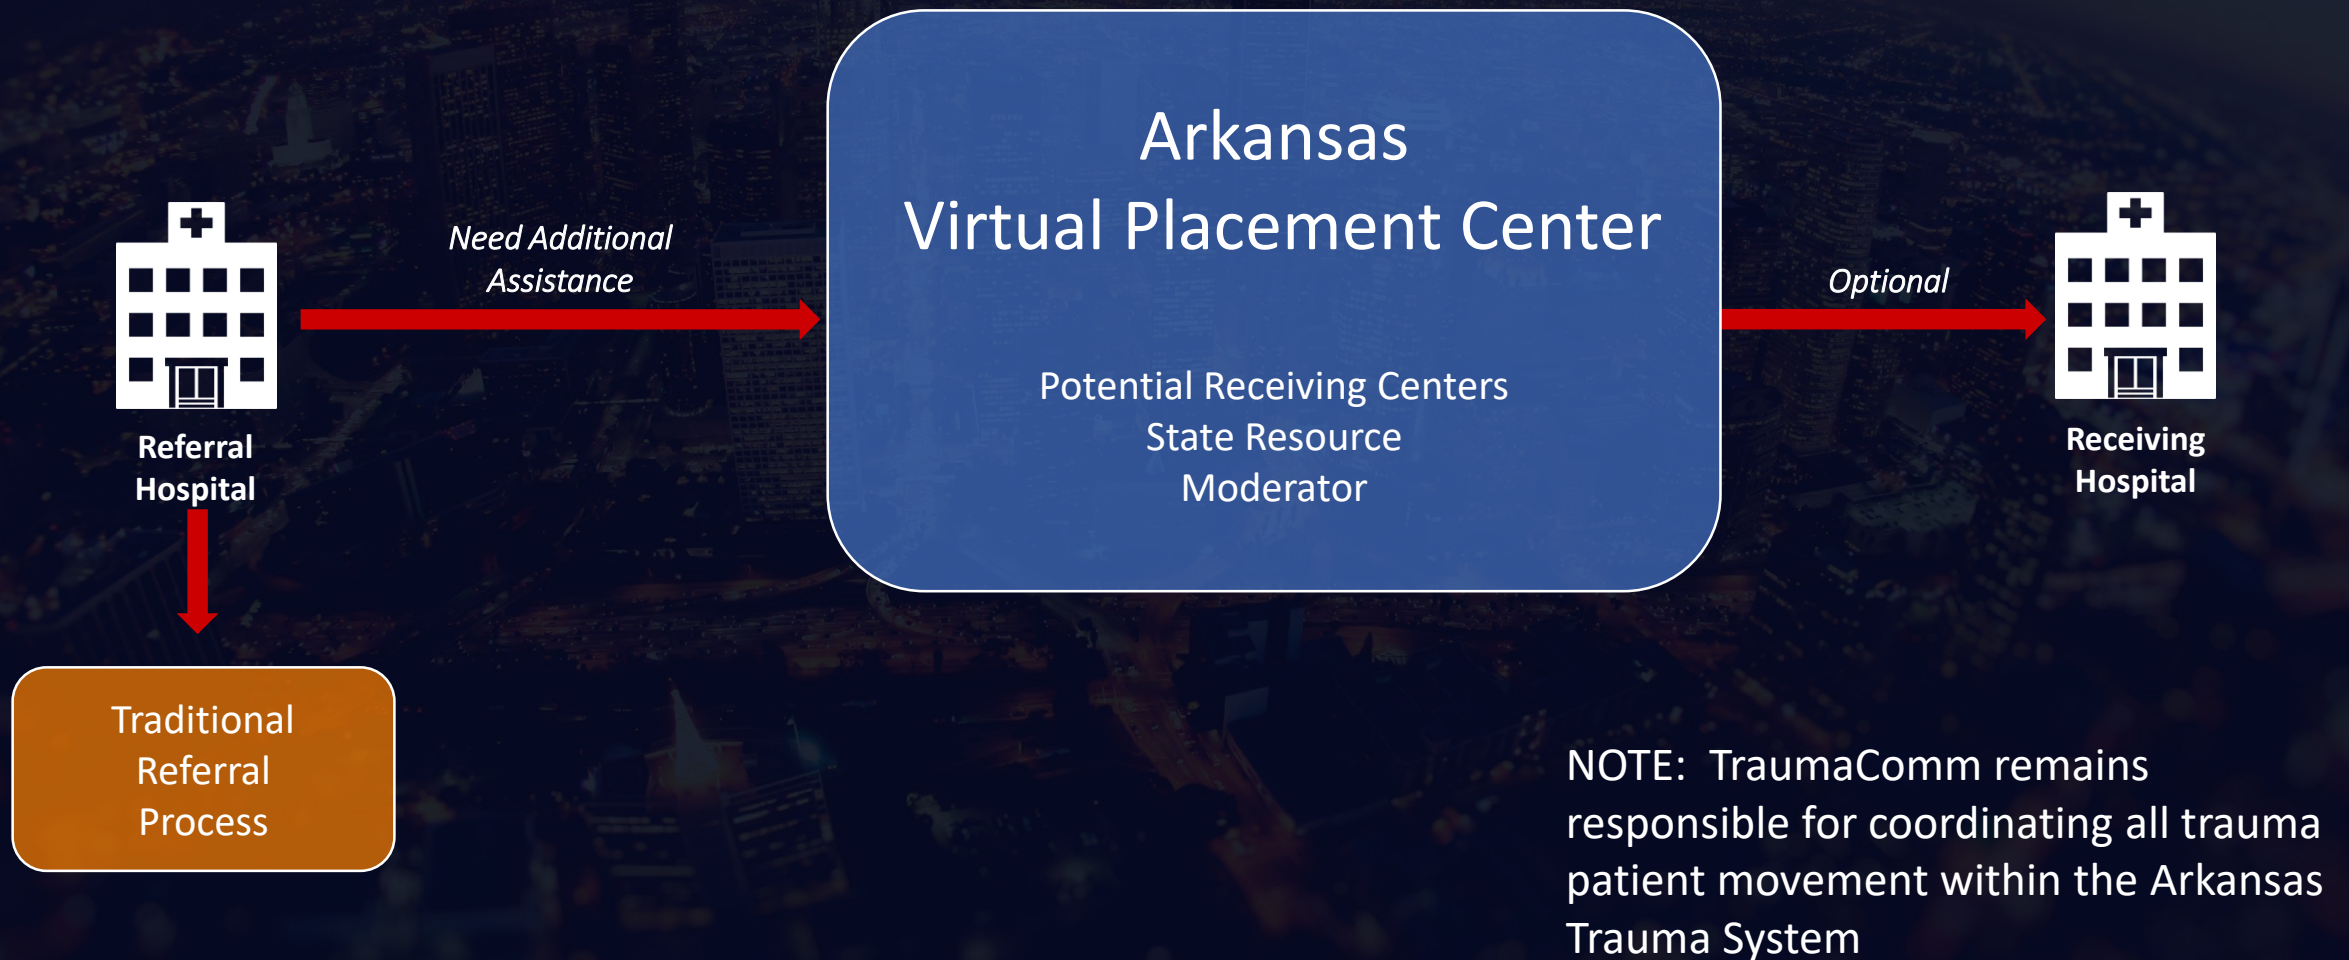 Arkansas
Virtual Placement Center
Need Additional
Assistance
Optional
Potential Receiving Centers
State Resource
Moderator
Referral
Hospital
Receiving
Hospital
Traditional
Referral
Process
NOTE:  TraumaComm remains
responsible for coordinating all trauma
patient movement within the Arkansas
Trauma System